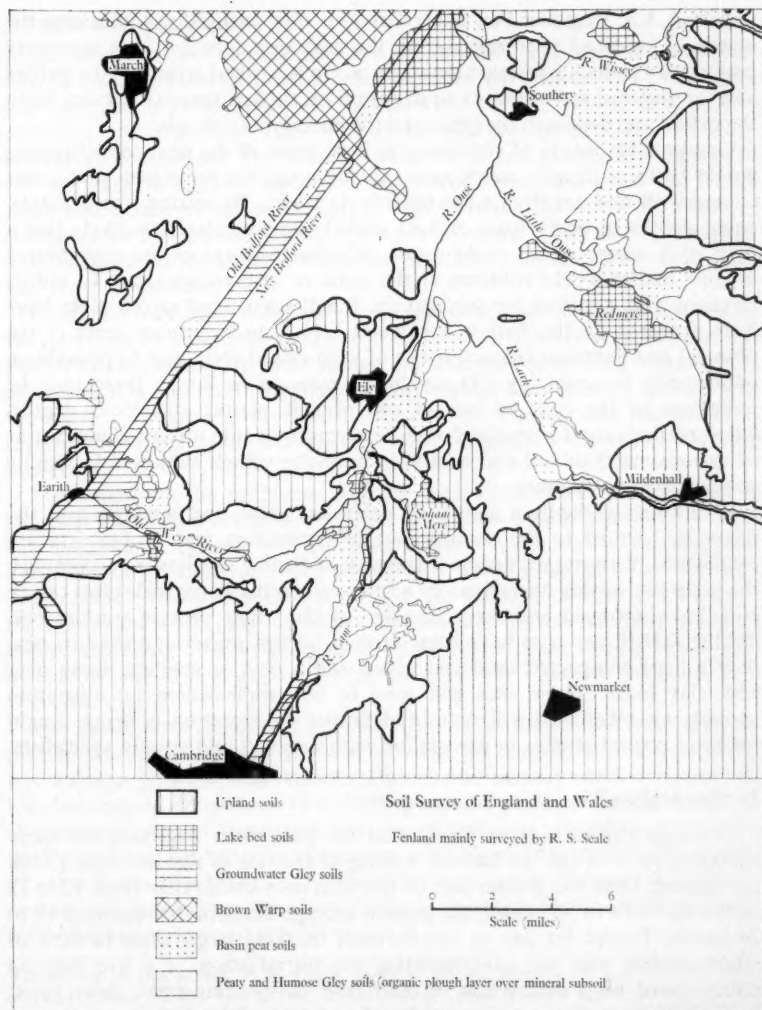 March
R. Wissey
Southery
Old Bedford River
New Bedford River
R. Ouse
R. Little Ouse
Redmere
R. Lark
Ely
Mildenhall
Earith
Old West River
Soham
Mere
R. Cam
Newmarket
Cambridge
Upland soils
Soil Survey of England and Wales
Lake bed soils
Fenland mainly surveyed by R. S. Seale
Groundwater Gley soils
Brown Warp soils
0 6
Basin peat soils
Scale (miles)
Peaty and Humose Gley soils (organic plough layer over mineral subsoil)